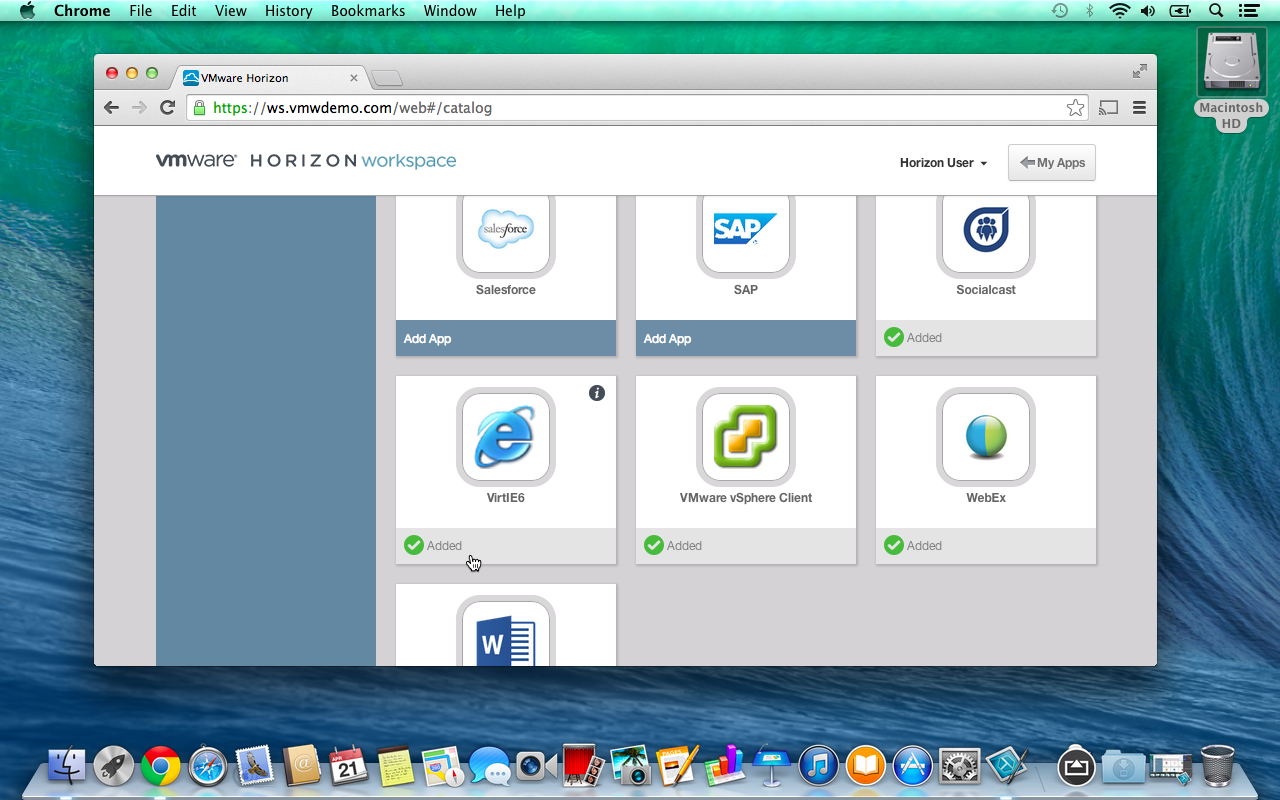 Chrome File Edit View History Bookmarks Window Help
Macintosh
HD
VMware Horizon
https://ws.vmwdemo.com/web#/catalog
vmware HORIZON workspace
Horizon User
My Apps
salesforce
SAP
Salesforce
SAP
Socialcast
Add App
Add App
Added
VirtIE6
VMware vSphere Client
WebEx
Added
Added
Added
W
APR
21
PAGES